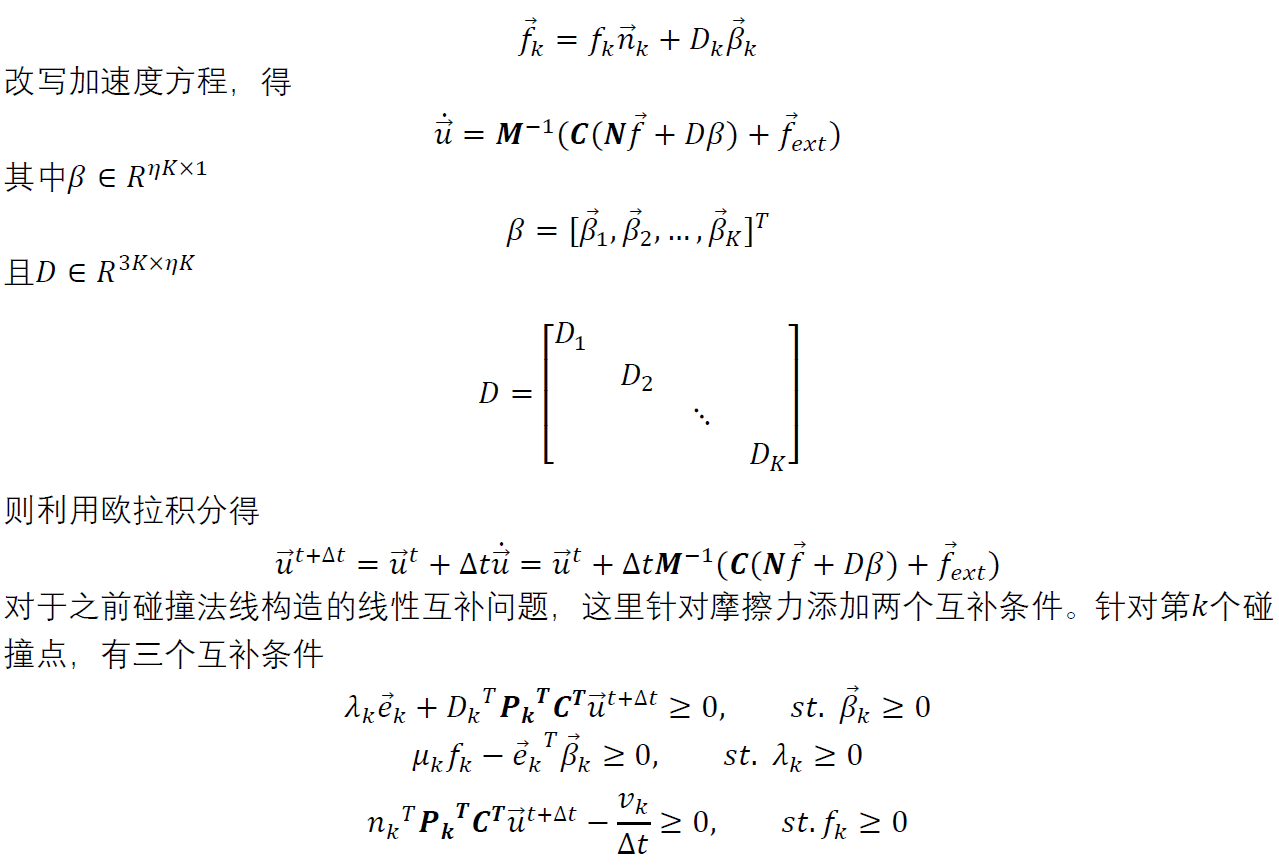 $\vec{f}_k = f_k\vec{n}_k + D_k\vec{\beta}_k$
改写加速度方程，得
$\dot{\vec{u}} = \boldsymbol{M}^{-1}(\boldsymbol{C}(\boldsymbol{N}\vec{f} + D\beta) + \vec{f}_{ext})$
其中$\beta \in R^{\eta K \times 1}$
$\beta = [\vec{\beta}_1, \vec{\beta}_2, \ldots, \vec{\beta}_K]^T$
且$D \in R^{3K \times \eta K}$
$D = \begin{bmatrix} D_1 & & & \\ & D_2 & & \\ & & \ddots & \\ & & & D_K \end{bmatrix}$
则利用欧拉积分得
$\vec{u}^{t+\Delta t} = \vec{u}^t + \Delta t\dot{\vec{u}} = \vec{u}^t + \Delta t\boldsymbol{M}^{-1}(\boldsymbol{C}(\boldsymbol{N}\vec{f} + D\beta) + \vec{f}_{ext})$
对于之前碰撞法线构造的线性互补问题，这里针对摩擦力添加两个互补条件。针对第$k$个碰
撞点，有三个互补条件
$\lambda_k\vec{e}_k + {D_k}^T\boldsymbol{{P_k}^T}\boldsymbol{C^T}\vec{u}^{t+\Delta t} \geq 0, \quad st.\ \vec{\beta}_k \geq 0$
$\mu_k f_k - {\vec{e}_k}^T\vec{\beta}_k \geq 0, \quad st.\ \lambda_k \geq 0$
${n_k}^T\boldsymbol{{P_k}^T}\boldsymbol{C^T}\vec{u}^{t+\Delta t} - \frac{v_k}{\Delta t} \geq 0, \quad st. f_k \geq 0$